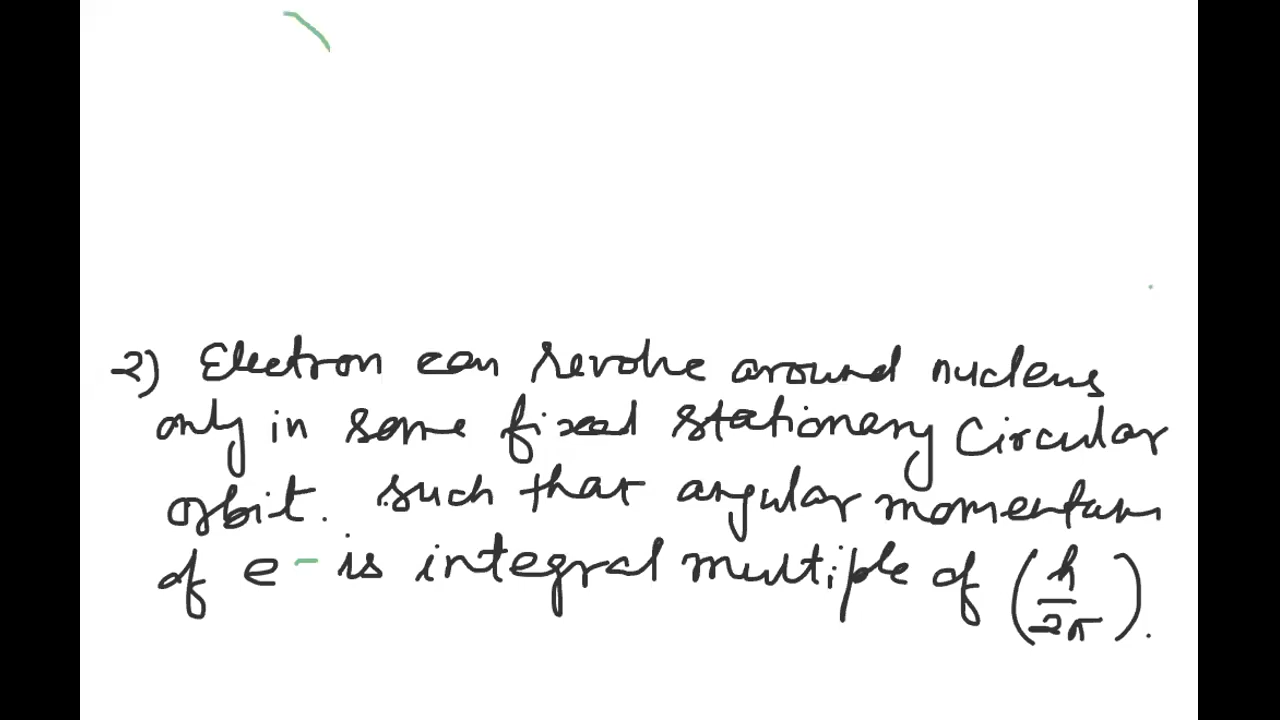 2) Electron can revolve around nucleus
only in some fixed stationary Circular
orbit. such that angular momentum
of e - is integral multiple of (h/2π).